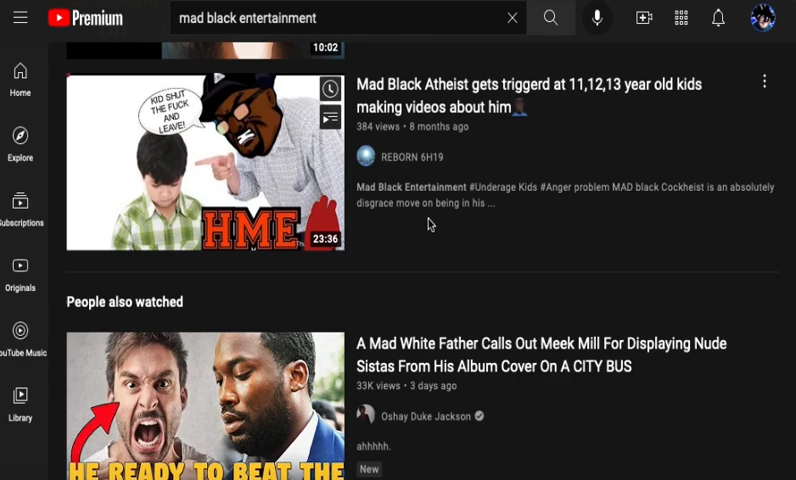 Premium
mad black entertainment
10:02
Home
Explore
Subscriptions
Originals
YouTube Music
Library
KID SHUT
THE FUCK
AND
LEAVE!
HME
23:36
Mad Black Atheist gets triggerd at 11,12,13 year old kids
making videos about him
384 views • 8 months ago
REBORN 6H19
Mad Black Entertainment #Underage Kids #Anger problem MAD black Cockheist is an absolutely
disgrace move on being in his ...
People also watched
HE READY TO BEAT THE
A Mad White Father Calls Out Meek Mill For Displaying Nude
Sistas From His Album Cover On A CITY BUS
33K views • 3 days ago
Oshay Duke Jackson
ahhhhh.
New